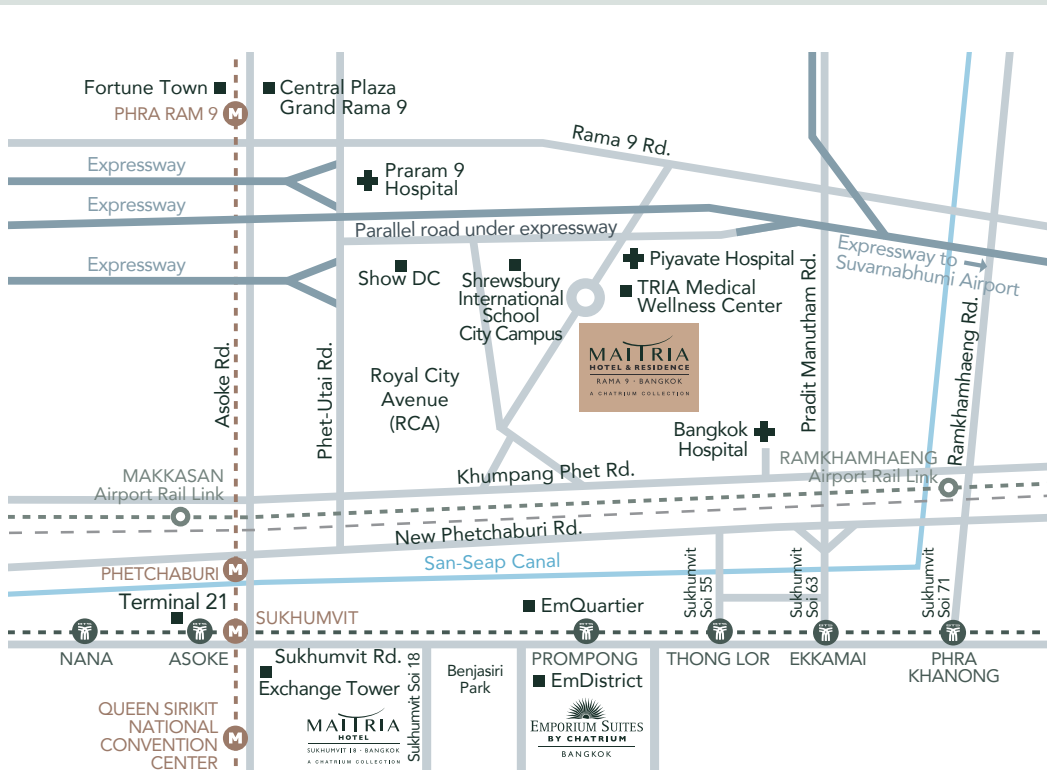 Fortune Town
Central Plaza
Grand Rama 9
PHRA RAM 9
M
Rama 9 Rd.
Expressway
Praram 9
Hospital
Expressway
Parallel road under expressway
Expressway to
Suvarnabhumi Airport
Expressway
Show DC
Shrewsbury
International
School
City Campus
Piyavate Hospital
TRIA Medical
Wellness Center
Pradit Manutham Rd.
Ramkhamhaeng Rd.
Asoke Rd.
Phet-Utai Rd.
MAITRIA
HOTEL & RESIDENCE
RAMA 9 - BANGKOK
A CHATRIUM COLLECTION
Royal City
Avenue
(RCA)
Bangkok
Hospital
MAKKASAN
Airport Rail Link
Khumpang Phet Rd.
RAMKHAMHAENG
Airport Rail Link
New Phetchaburi Rd.
San-Seap Canal
PHETCHABURI
M
Sukhumvit
Soi 55
Sukhumvit
Soi 63
Sukhumvit
Soi 71
Terminal 21
SUKHUMVIT
M
EmQuartier
BTS
BTS
BTS
BTS
BTS
BTS
NANA
ASOKE
Sukhumvit Rd.
PROMPONG
THONG LOR
EKKAMAI
PHRA
KHANONG
Exchange Tower
Sukhumvit Soi 18
Benjasiri
Park
EmDistrict
QUEEN SIRIKIT
NATIONAL
CONVENTION
CENTER
M
MAITRIA
HOTEL
SUKHUMVIT 18 - BANGKOK
A CHATRIUM COLLECTION
EMPORIUM SUITES
BY CHATRIUM
BANGKOK